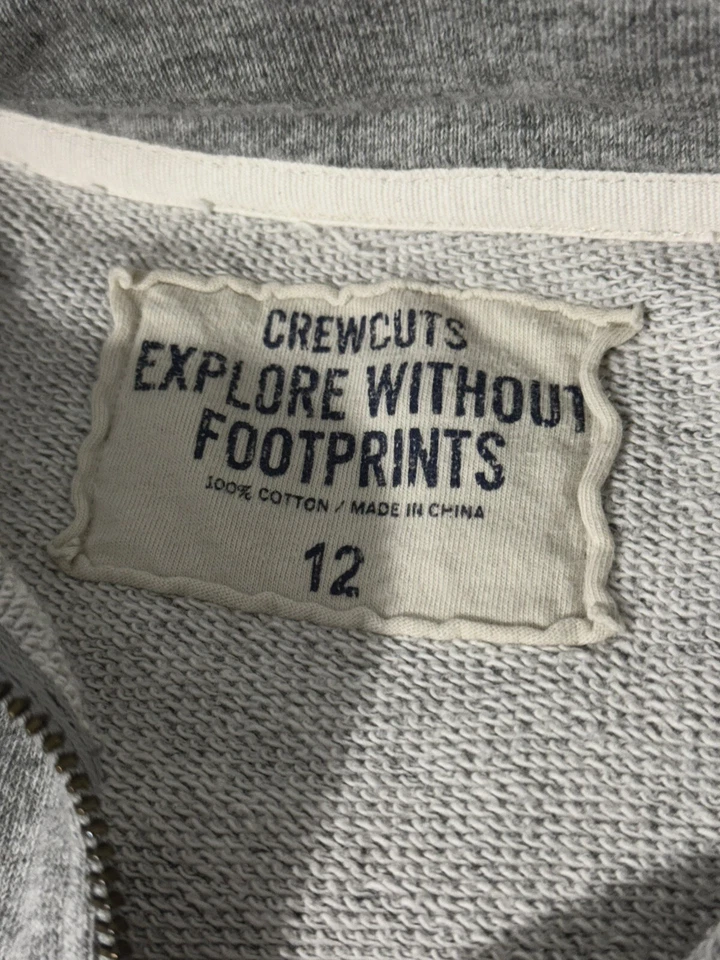 CREWCUTS
EXPLORE WITHOUT
FOOTPRINTS
100% COTTON / MADE IN CHINA
12